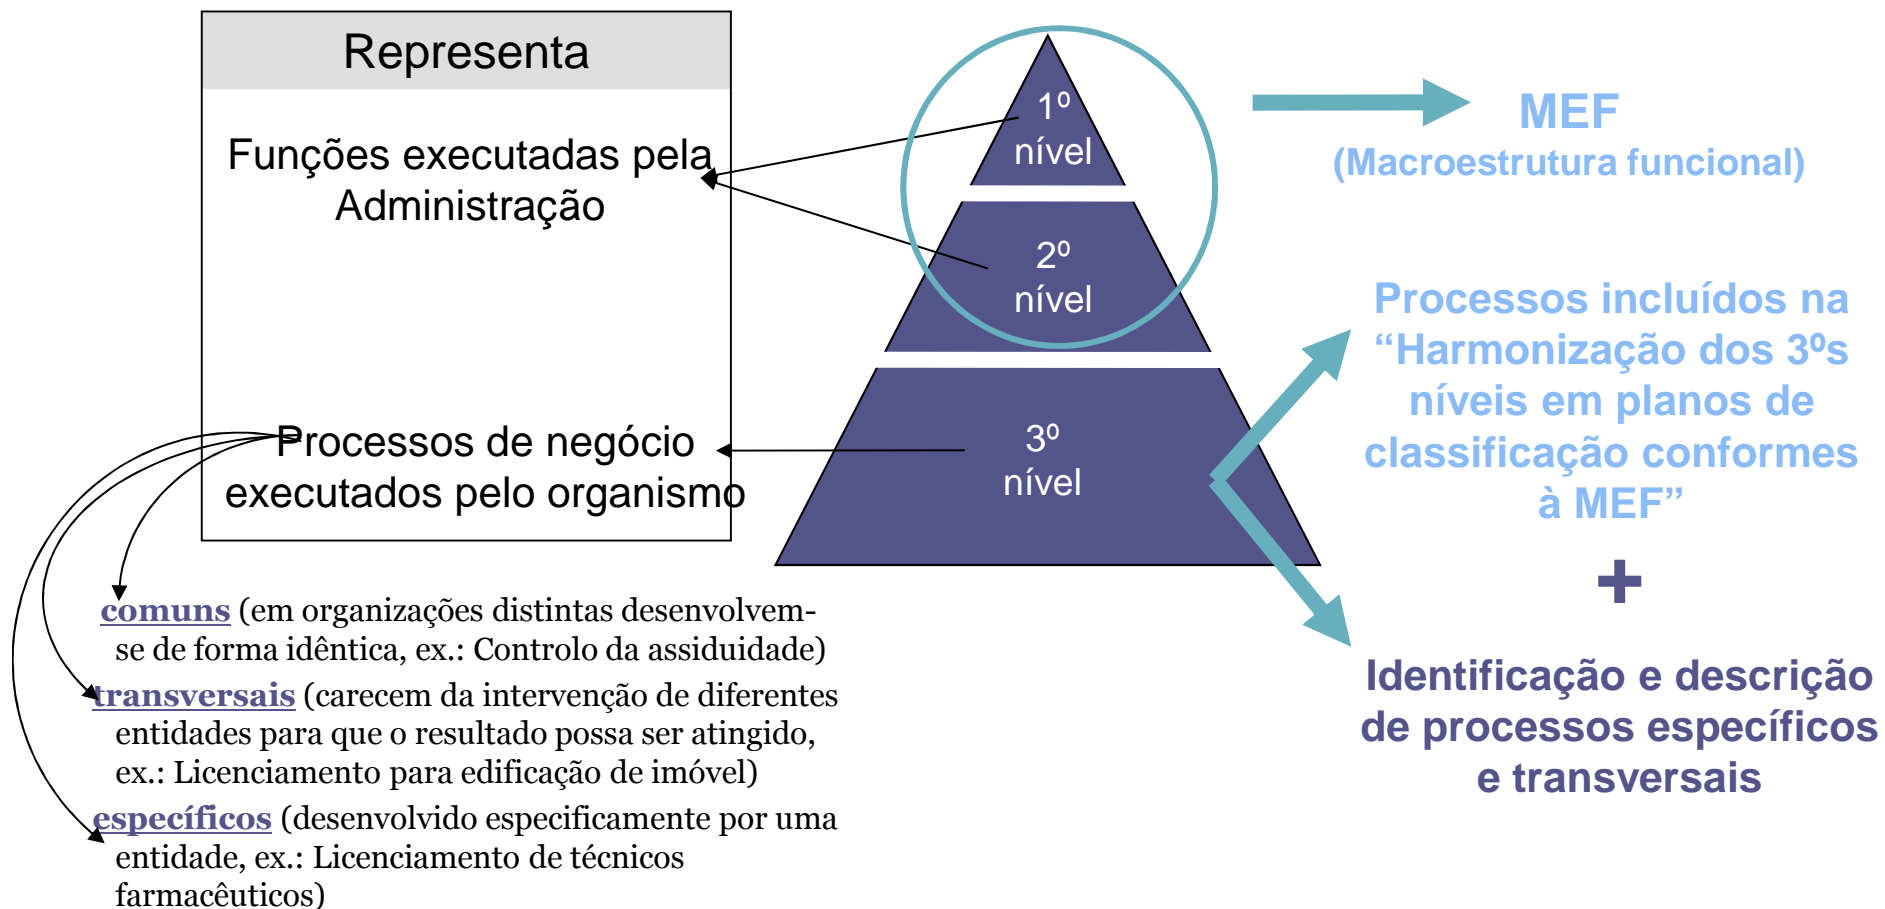 Representa
Funções executadas pela
Administração
Processos de negócio
executados pelo organismo
1º
nível
2º
nível
3º
nível
MEF
(Macroestrutura funcional)
Processos incluídos na
“Harmonização dos 3ºs
níveis em planos de
classificação conformes
à MEF”
+
Identificação e descrição
de processos específicos
e transversais
comuns (em organizações distintas desenvolvem-
se de forma idêntica, ex.: Controlo da assiduidade)
transversais (carecem da intervenção de diferentes
entidades para que o resultado possa ser atingido,
ex.: Licenciamento para edificação de imóvel)
específicos (desenvolvido especificamente por uma
entidade, ex.: Licenciamento de técnicos
farmacêuticos)